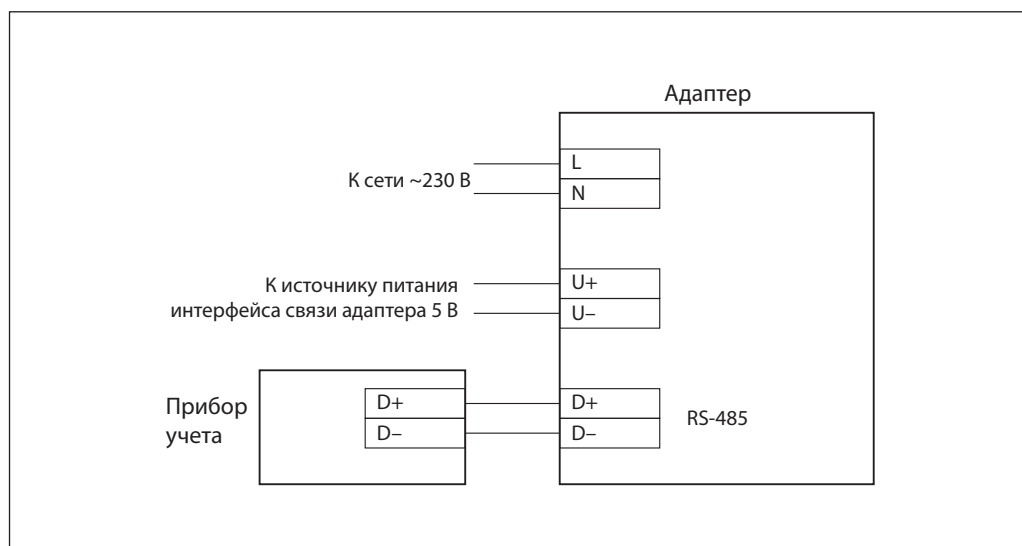 Адаптер
L
К сети ~230 В
N
К источнику питания
U+
интерфейса связи адаптера 5 В
U–
Прибор
учета
D+
D–
D+
D–
RS-485